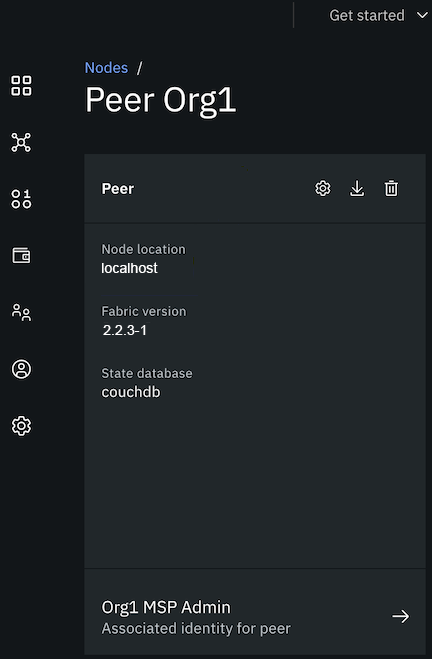 Get started
Nodes /
Peer Org1
Peer
Node location
localhost
Fabric version
2.2.3-1
State database
couchdb
Org1 MSP Admin
Associated identity for peer